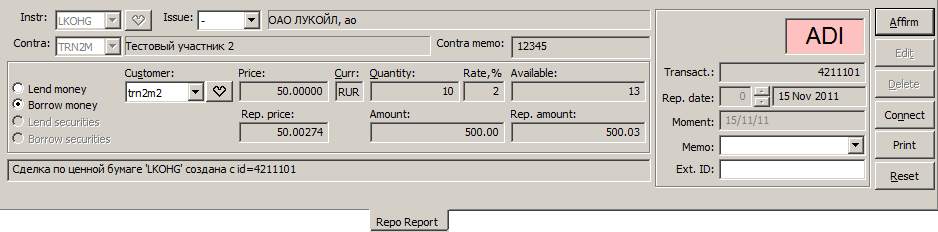 Instr: LKOHG Issue: - ОАО ЛУКОЙЛ, ао
Contra: TRN2M Тестовый участник 2 Contra memo: 12345
Customer: Price: Curr: Quantity: Rate,% Available:
Lend money
Borrow money
Lend securities
Borrow securities
trn2m2 50.00000 RUR 10 2 13
Rep. price: Amount: Rep. amount:
50.00274 500.00 500.03
Сделка по ценной бумаге 'LKOHG' создана с id=4211101
ADI
Transact.: 4211101
Rep. date: 0 15 Nov 2011
Moment: 15/11/11
Memo:
Ext. ID:
Affirm
Edit
Delete
Connect
Print
Reset
Repo Report